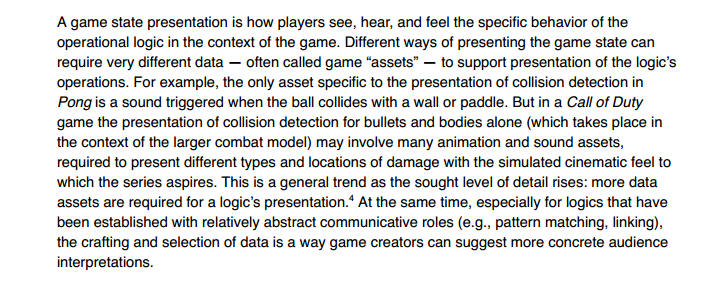 A game state presentation is how players see, hear, and feel the specific behavior of the
operational logic in the context of the game. Different ways of presenting the game state can
require very different data — often called game “assets” — to support presentation of the logic’s
operations. For example, the only asset specific to the presentation of collision detection in
Pong is a sound triggered when the ball collides with a wall or paddle. But in a Call of Duty
game the presentation of collision detection for bullets and bodies alone (which takes place in
the context of the larger combat model) may involve many animation and sound assets,
required to present different types and locations of damage with the simulated cinematic feel to
which the series aspires. This is a general trend as the sought level of detail rises: more data
assets are required for a logic’s presentation.⁴ At the same time, especially for logics that have
been established with relatively abstract communicative roles (e.g., pattern matching, linking),
the crafting and selection of data is a way game creators can suggest more concrete audience
interpretations.